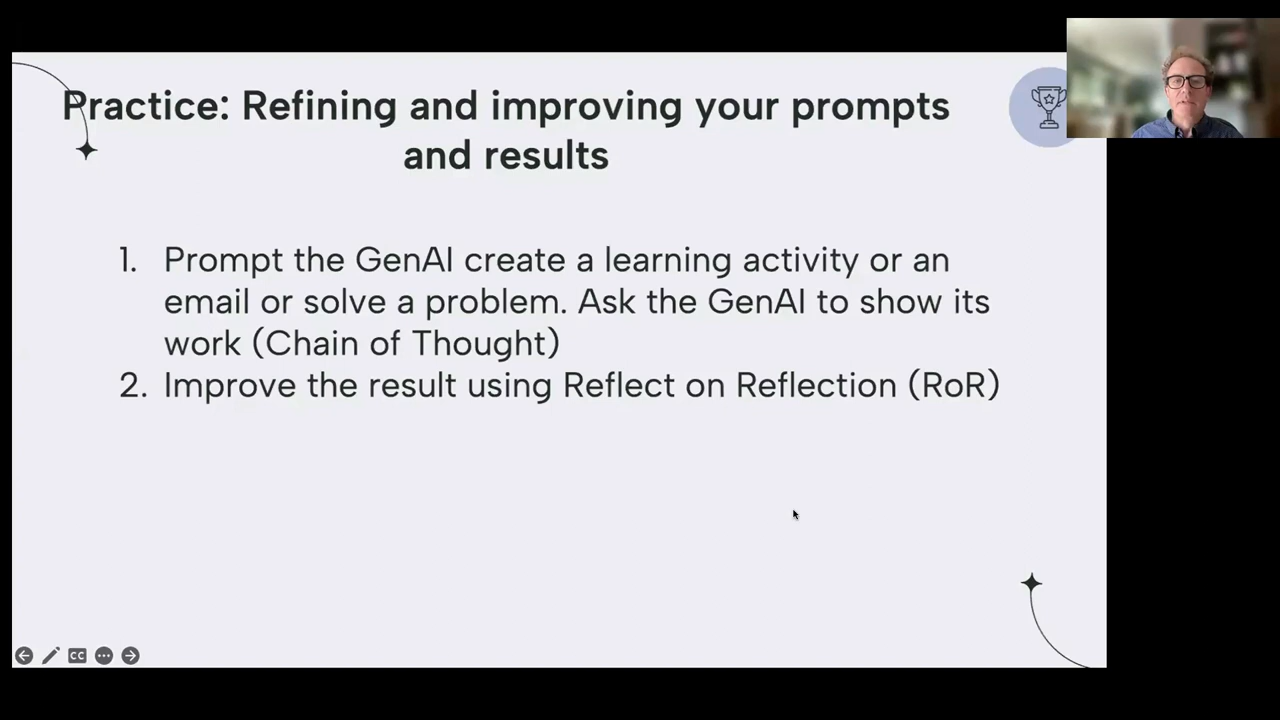 Practice: Refining and improving your prompts
and results
1. Prompt the GenAI create a learning activity or an
email or solve a problem. Ask the GenAI to show its
work (Chain of Thought)
2. Improve the result using Reflect on Reflection (RoR)
CC